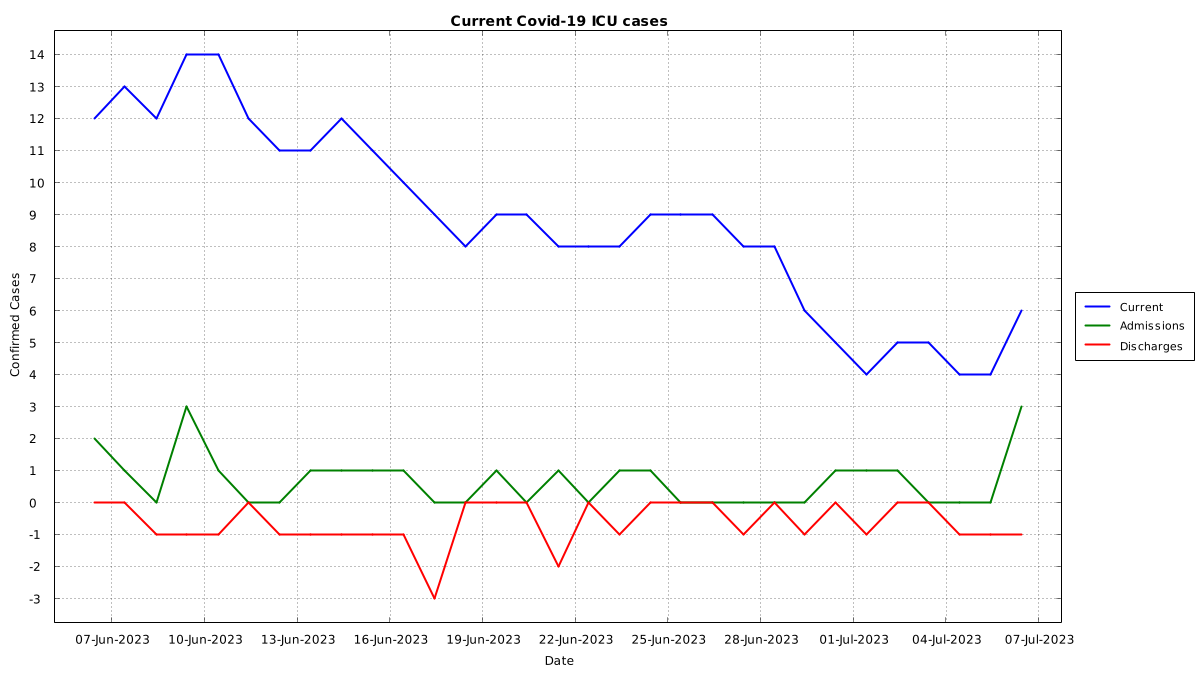 Current Covid-19 ICU cases
14
13
12
11
10
9
8
7
6
5
4
3
2
1
0
-1
-2
-3
Confirmed Cases
07-Jun-2023 10-Jun-2023 13-Jun-2023 16-Jun-2023 19-Jun-2023 22-Jun-2023 25-Jun-2023 28-Jun-2023 01-Jul-2023 04-Jul-2023 07-Jul-2023
Date
Current
Admissions
Discharges